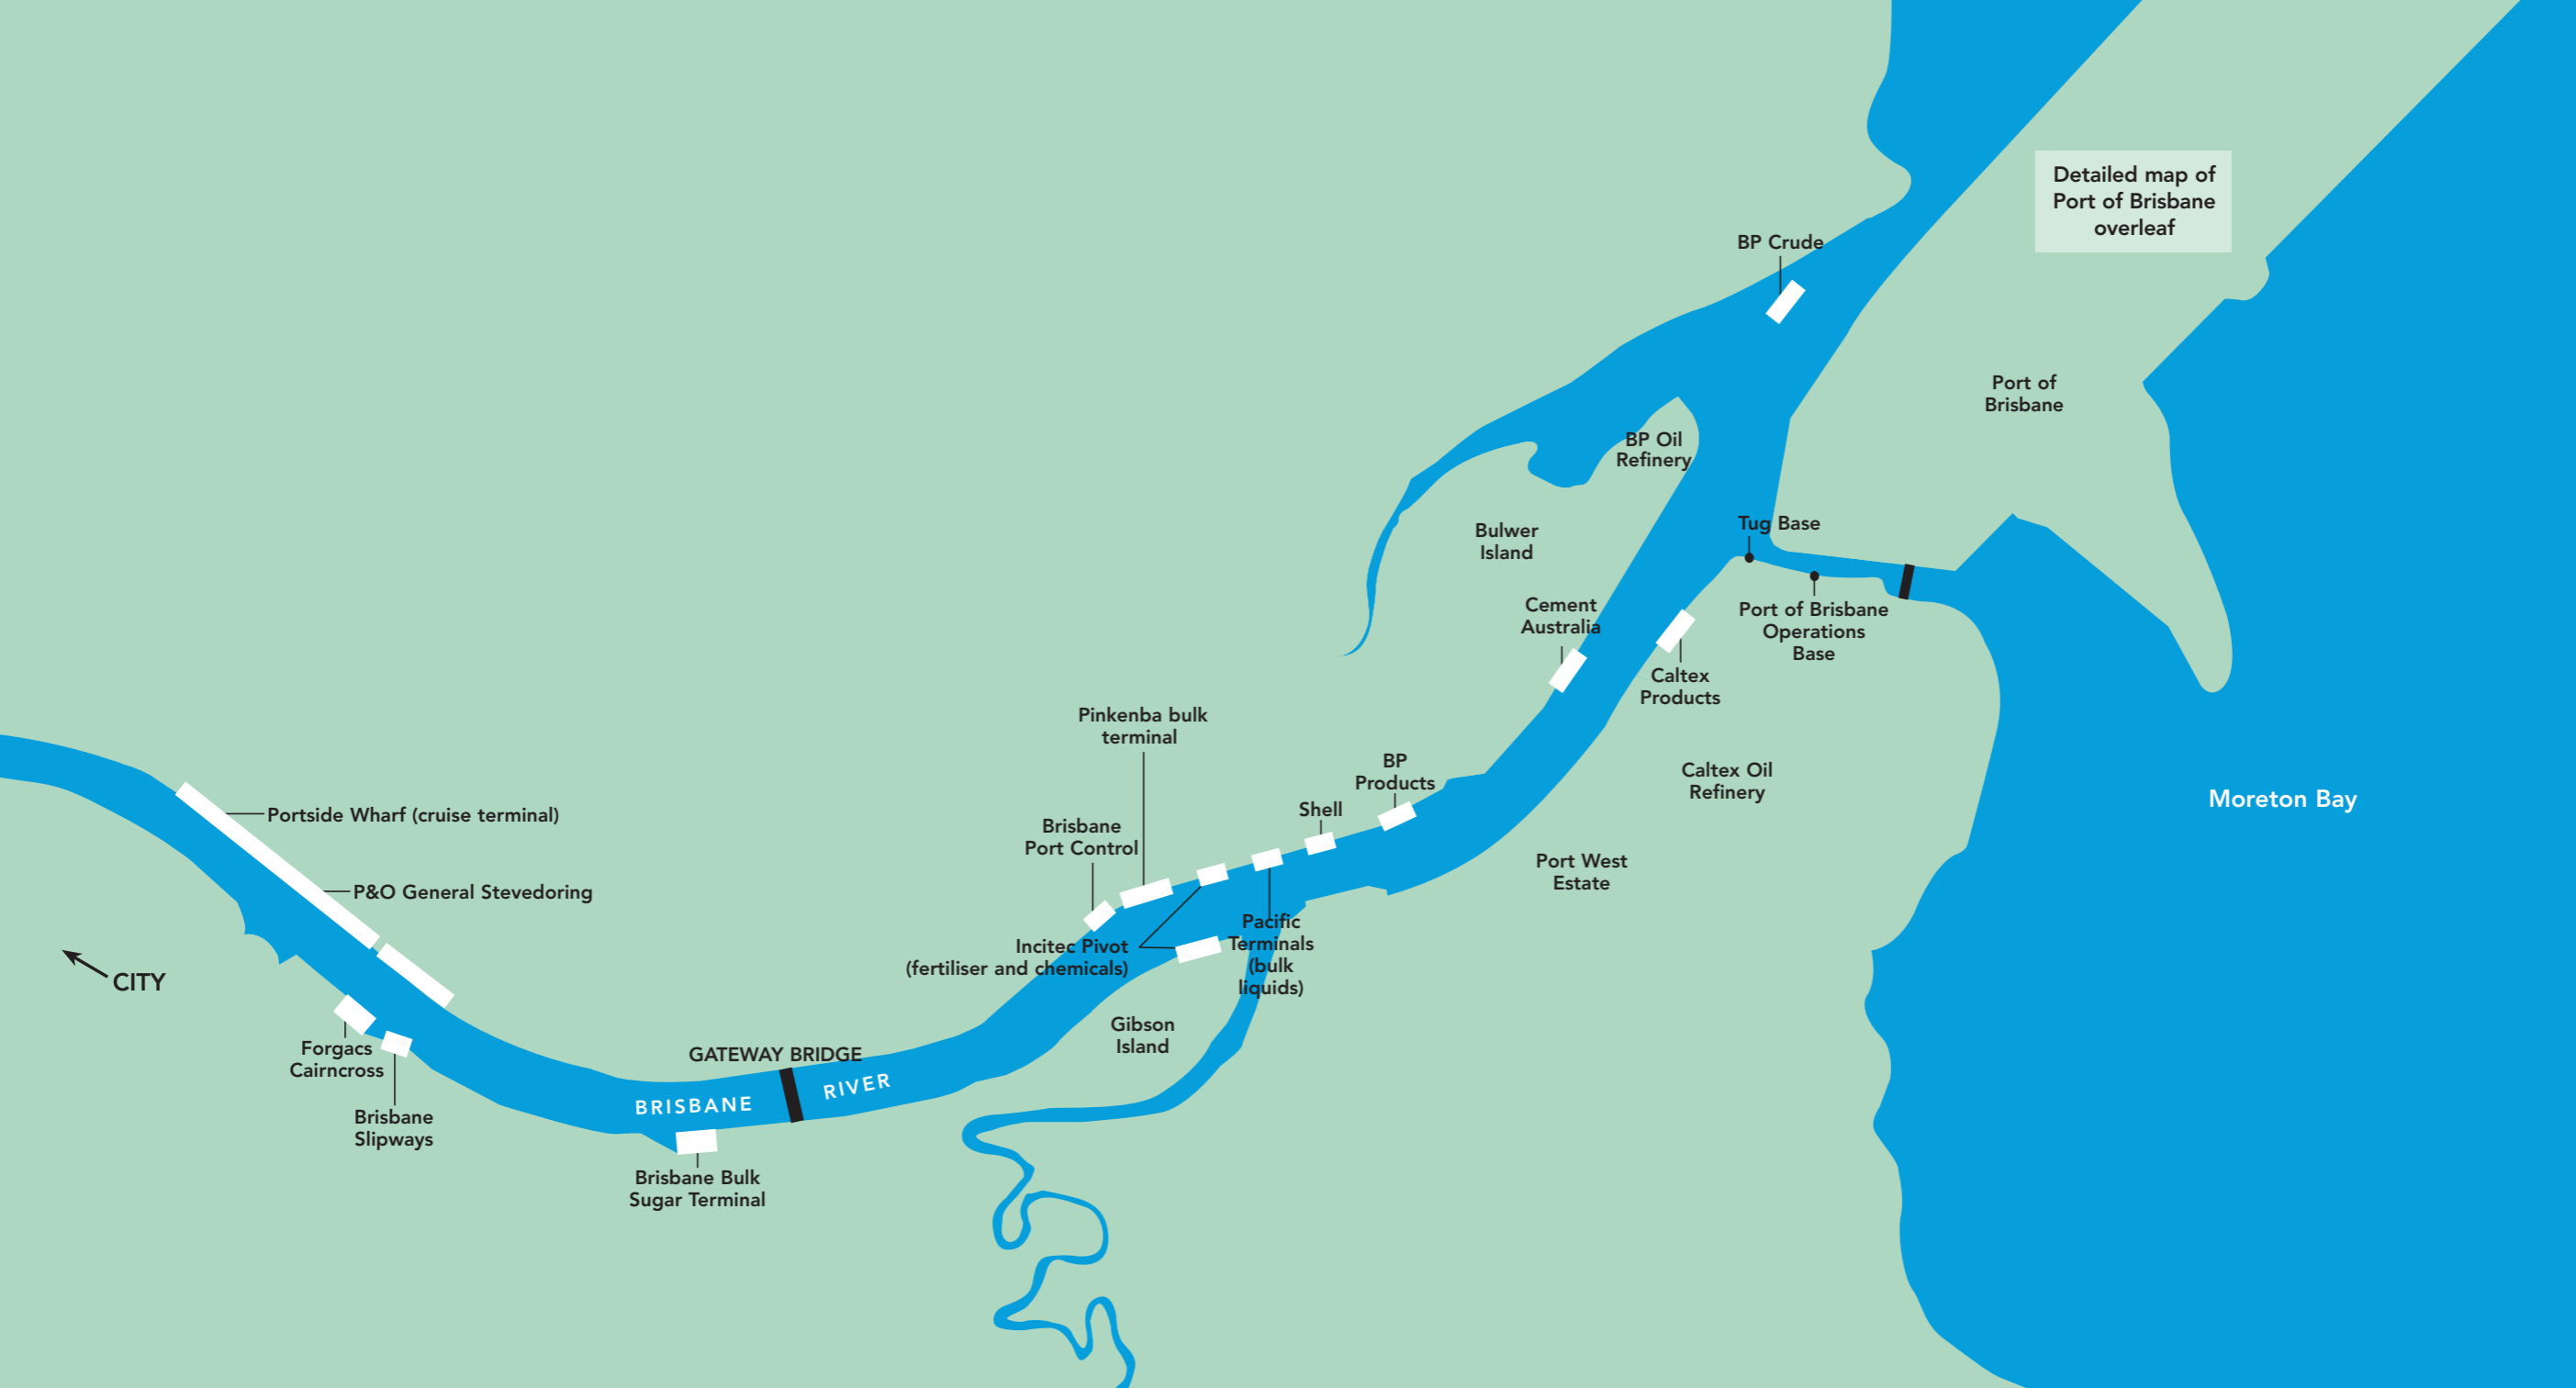 Detailed map of
Port of Brisbane
overleaf
BP Crude
Port of
Brisbane
BP Oil
Refinery
Bulwer
Island
Tug Base
Cement
Australia
Port of Brisbane
Operations
Base
Caltex
Products
Pinkenba bulk
terminal
BP
Products
Caltex Oil
Refinery
Moreton Bay
Shell
Portside Wharf (cruise terminal)
Brisbane
Port Control
Port West
Estate
P&O General Stevedoring
Pacific
Terminals
(bulk
liquids)
Incitec Pivot
(fertiliser and chemicals)
CITY
Gibson
Island
Forgacs
Cairncross
GATEWAY BRIDGE
BRISBANE RIVER
Brisbane
Slipways
Brisbane Bulk
Sugar Terminal